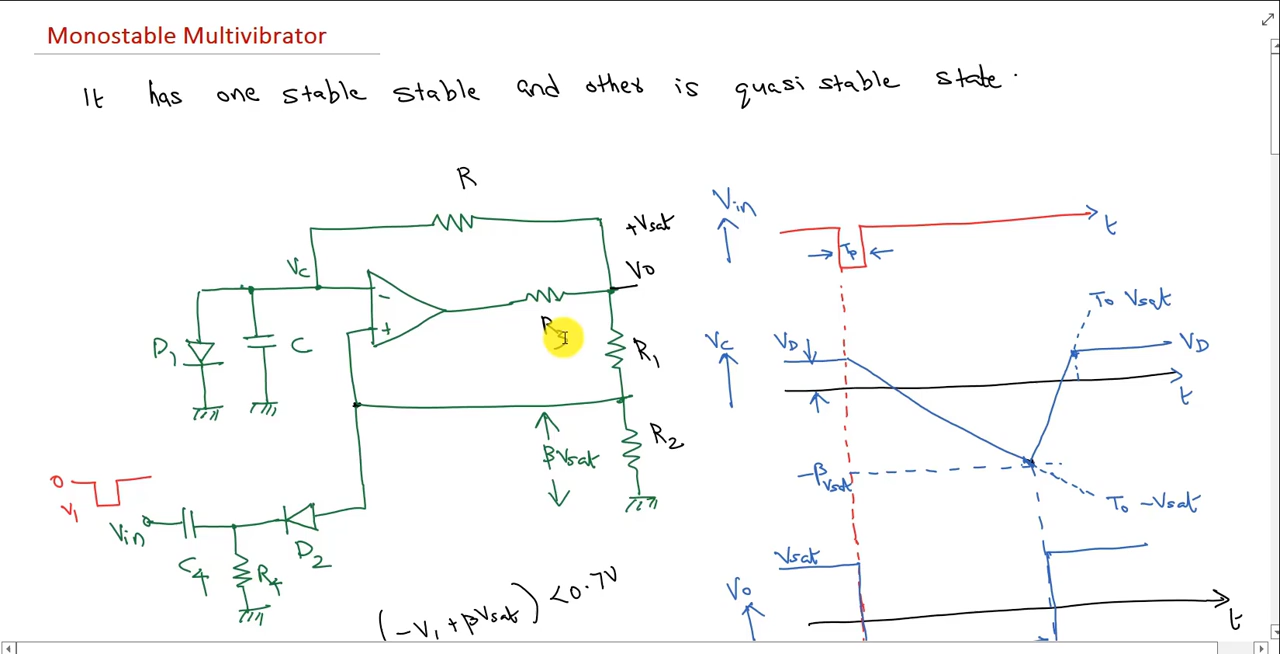 Monostable Multivibrator
It has one stable stable and other is quasi stable state.
R
+Vsat
Vo
Vc
-
+
D1
C
R1
R2
βVsat
0
V1
Vin
C4
R4
D2
(-V1 + βVsat) < 0.7V
Vin
t
Tp
To Vsat
Vc
VD
VD
t
-βVsat
To -Vsat
Vsat
Vo
t